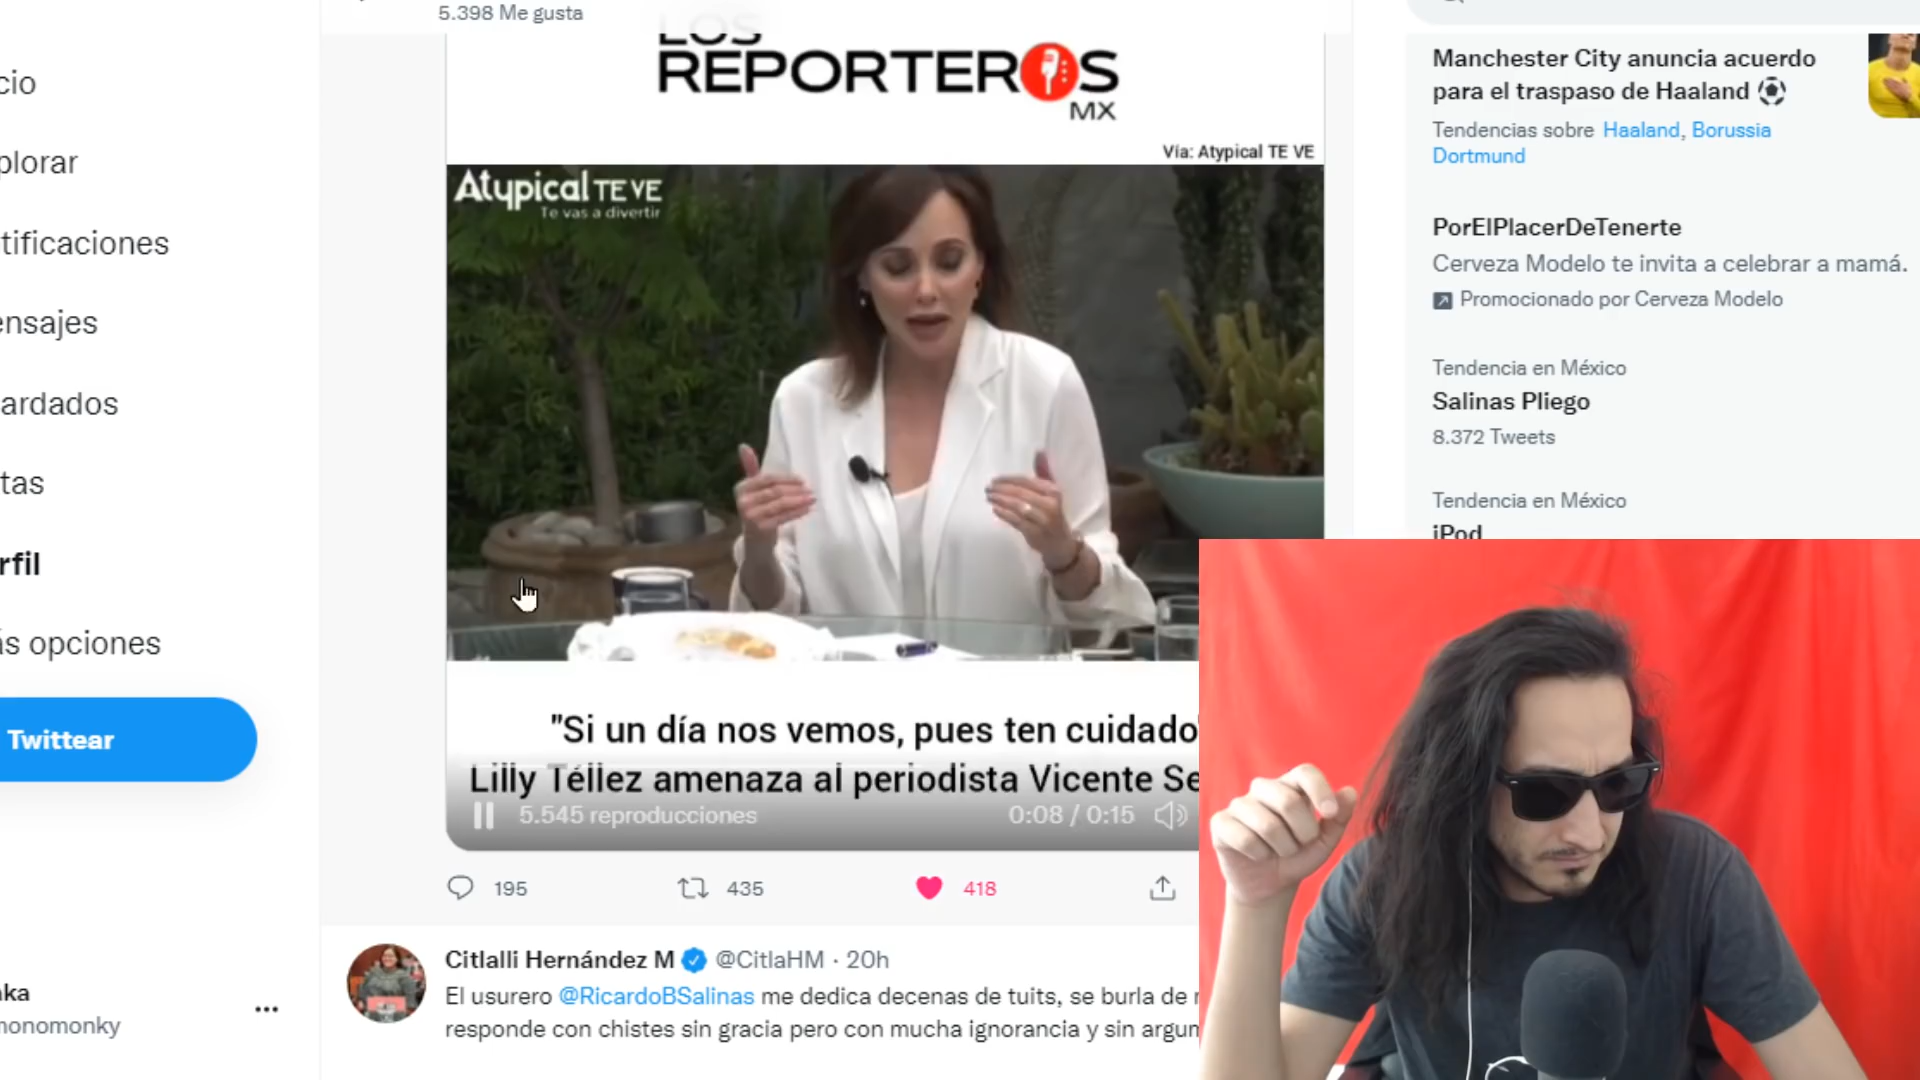 5.398 Me gusta
LOS
REPORTEROS
MX
Vía: Atypical TE VE
Atypical TE VE
Te vas a divertir
"Si un día nos vemos, pues ten cuidado"
Lilly Téllez amenaza al periodista Vicente Se
5.545 reproducciones
0:08 / 0:15
195
435
418
Citlalli Hernández M @CitlaHM · 20h
El usurero @RicardoBSalinas me dedica decenas de tuits, se burla de
responde con chistes sin gracia pero con mucha ignorancia y sin argum
cio
plorar
tificaciones
ensajes
ardados
tas
rfil
ás opciones
Twittear
aka
monomonky
Manchester City anuncia acuerdo
para el traspaso de Haaland ⚽
Tendencias sobre Haaland, Borussia
Dortmund
PorElPlacerDeTenerte
Cerveza Modelo te invita a celebrar a mamá.
Promocionado por Cerveza Modelo
Tendencia en México
Salinas Pliego
8.372 Tweets
Tendencia en México
iPod